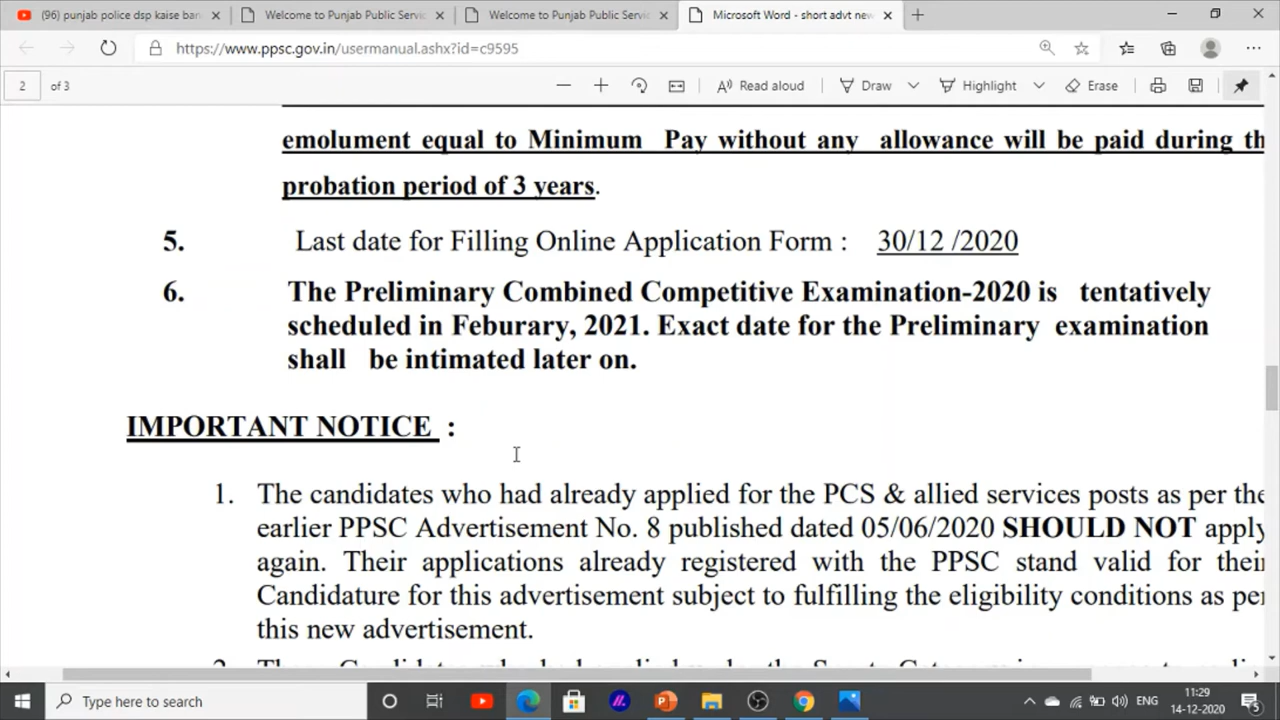 (96) punjab police dsp kaise ban
Welcome to Punjab Public Servic
Welcome to Punjab Public Servic
Microsoft Word - short advt new
https://www.ppsc.gov.in/usermanual.ashx?id=c9595
2 of 3
Read aloud
Draw
Highlight
Erase
emolument equal to Minimum Pay without any allowance will be paid during th
probation period of 3 years.
5. Last date for Filling Online Application Form : 30/12 /2020
6. The Preliminary Combined Competitive Examination-2020 is tentatively
scheduled in Feburary, 2021. Exact date for the Preliminary examination
shall be intimated later on.
IMPORTANT NOTICE :
1. The candidates who had already applied for the PCS & allied services posts as per the
earlier PPSC Advertisement No. 8 published dated 05/06/2020 SHOULD NOT apply
again. Their applications already registered with the PPSC stand valid for their
Candidature for this advertisement subject to fulfilling the eligibility conditions as per
this new advertisement.
Type here to search
ENG
11:29
14-12-2020
5